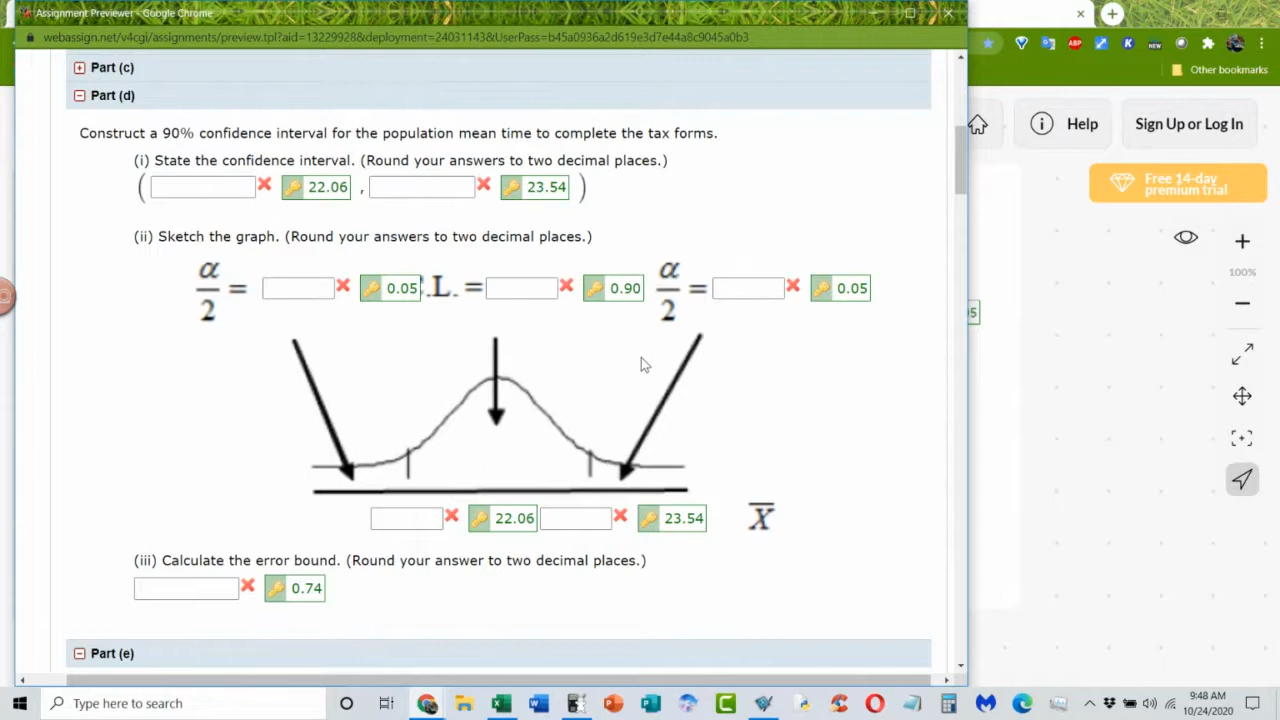 Assignment Previewer - Google Chrome
webassign.net/v4cgi/assignments/preview.tpl?aid=13229928&deployment=24031143&UserPass=b45a0936a2d619e3d7e44a8c9045a0b3
ABP K NEW
Other bookmarks
Part (c)
Part (d)
Help
Sign Up or Log In
Free 14-day
premium trial
Construct a 90% confidence interval for the population mean time to complete the tax forms.
(i) State the confidence interval. (Round your answers to two decimal places.)
( 22.06 , 23.54 )
(ii) Sketch the graph. (Round your answers to two decimal places.)
α/2 = 0.05 .L. = 0.90 α/2 = 0.05
100%
22.06 23.54 X̅
(iii) Calculate the error bound. (Round your answer to two decimal places.)
0.74
Part (e)
Type here to search
9:48 AM
10/24/2020